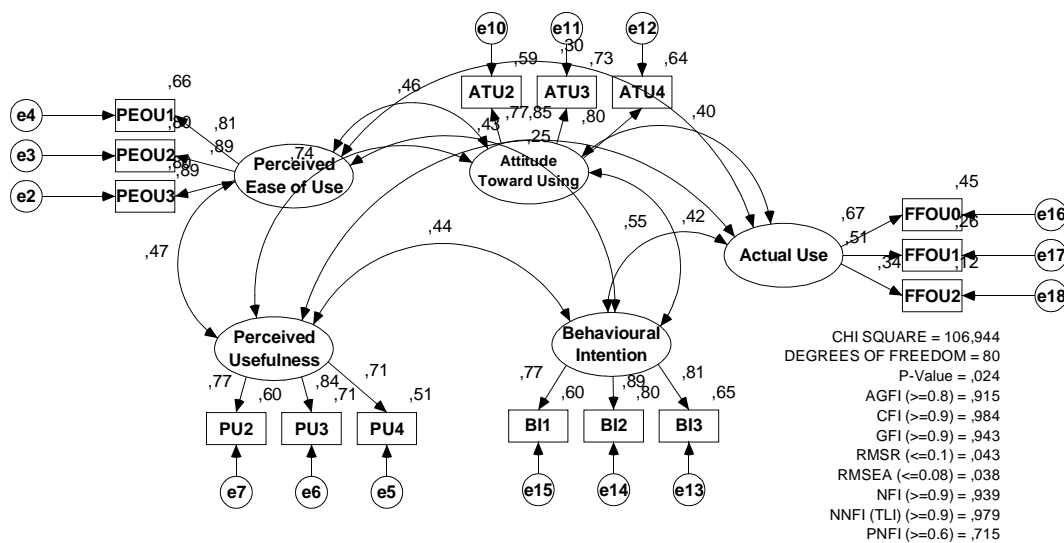 e10
e11
e12
,59
,30
,73
,64
ATU2
ATU3
ATU4
,66
,46
,40
e4
PEOU1
,81
,77
,85
,80
,43
,25
,80
e3
PEOU2
,89
,74
Perceived
Ease of Use
Attitude
Toward Using
,89
e2
PEOU3
,45
FFOU0
e16
,67
,26
,51
FFOU1
e17
,12
,34
FFOU2
e18
,47
,44
,55
,42
Actual Use
Perceived
Usefulness
Behavioural
Intention
,77
,60
,84
,71
,71
,51
PU2
PU3
PU4
e7
e6
e5
,77
,60
,89
,80
,81
,65
BI1
BI2
BI3
e15
e14
e13
CHI SQUARE = 106,944
DEGREES OF FREEDOM = 80
P-Value = ,024
AGFI (>=0.8) = ,915
CFI (>=0.9) = ,984
GFI (>=0.9) = ,943
RMSR (<=0.1) = ,043
RMSEA (<=0.08) = ,038
NFI (>=0.9) = ,939
NNFI (TLI) (>=0.9) = ,979
PNFI (>=0.6) = ,715